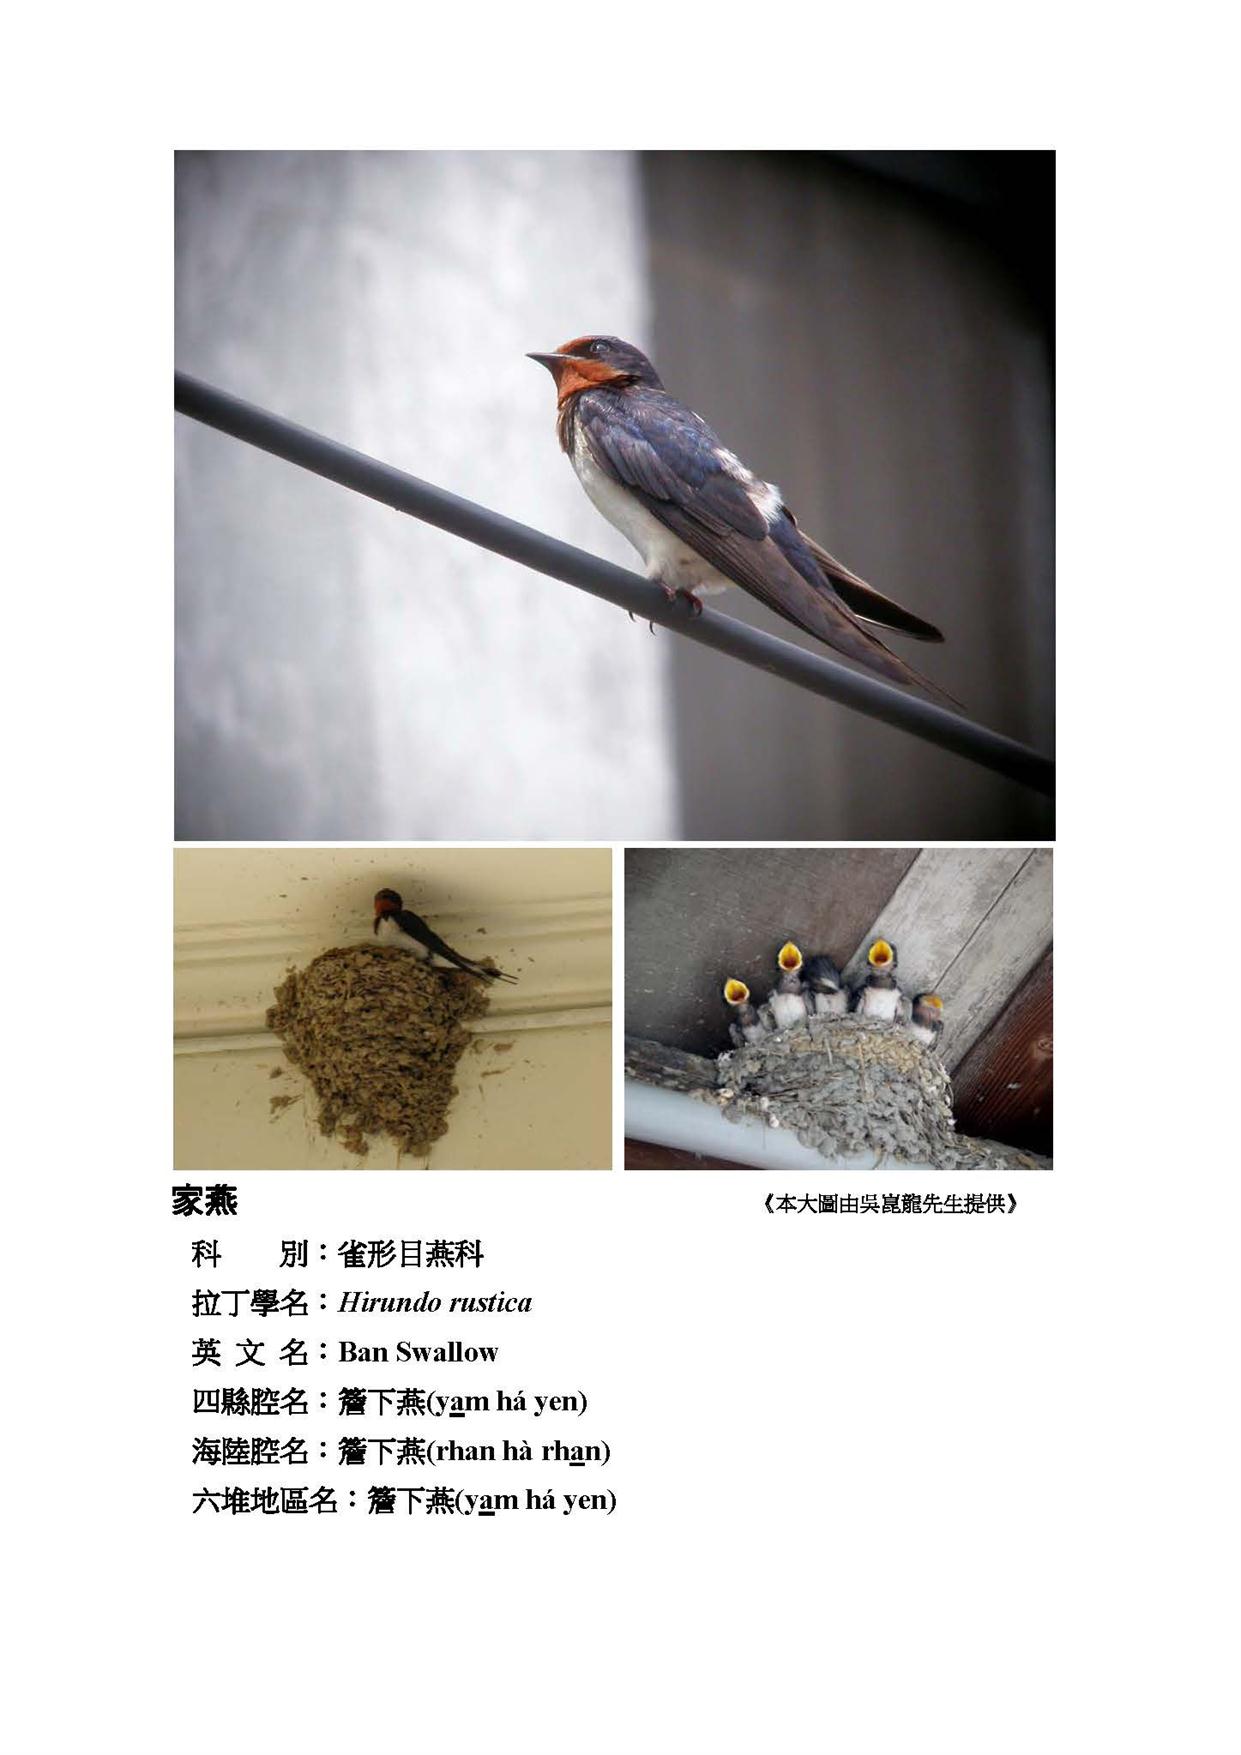 家燕
《本大圖由吳崑龍先生提供》
科　　別：雀形目燕科
拉丁學名：Hirundo rustica
英 文 名：Ban Swallow
四縣腔名：簷下燕(yam há yen)
海陸腔名：簷下燕(rhan hà rhan)
六堆地區名：簷下燕(yam há yen)